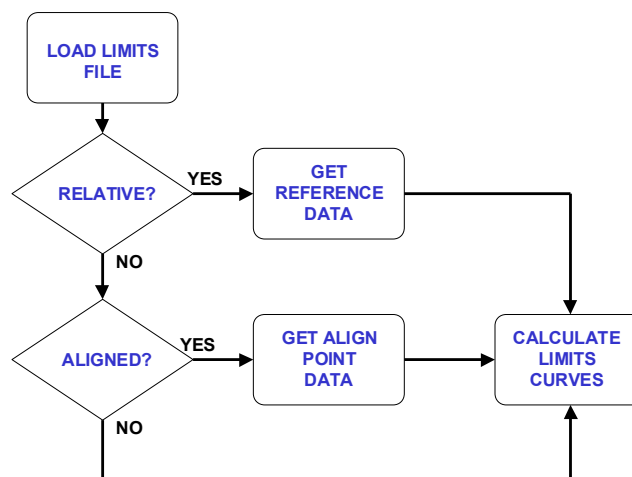 LOAD LIMITS
FILE
RELATIVE?
YES
GET
REFERENCE
DATA
NO
ALIGNED?
YES
GET ALIGN
POINT
DATA
CALCULATE
LIMITS
CURVES
NO